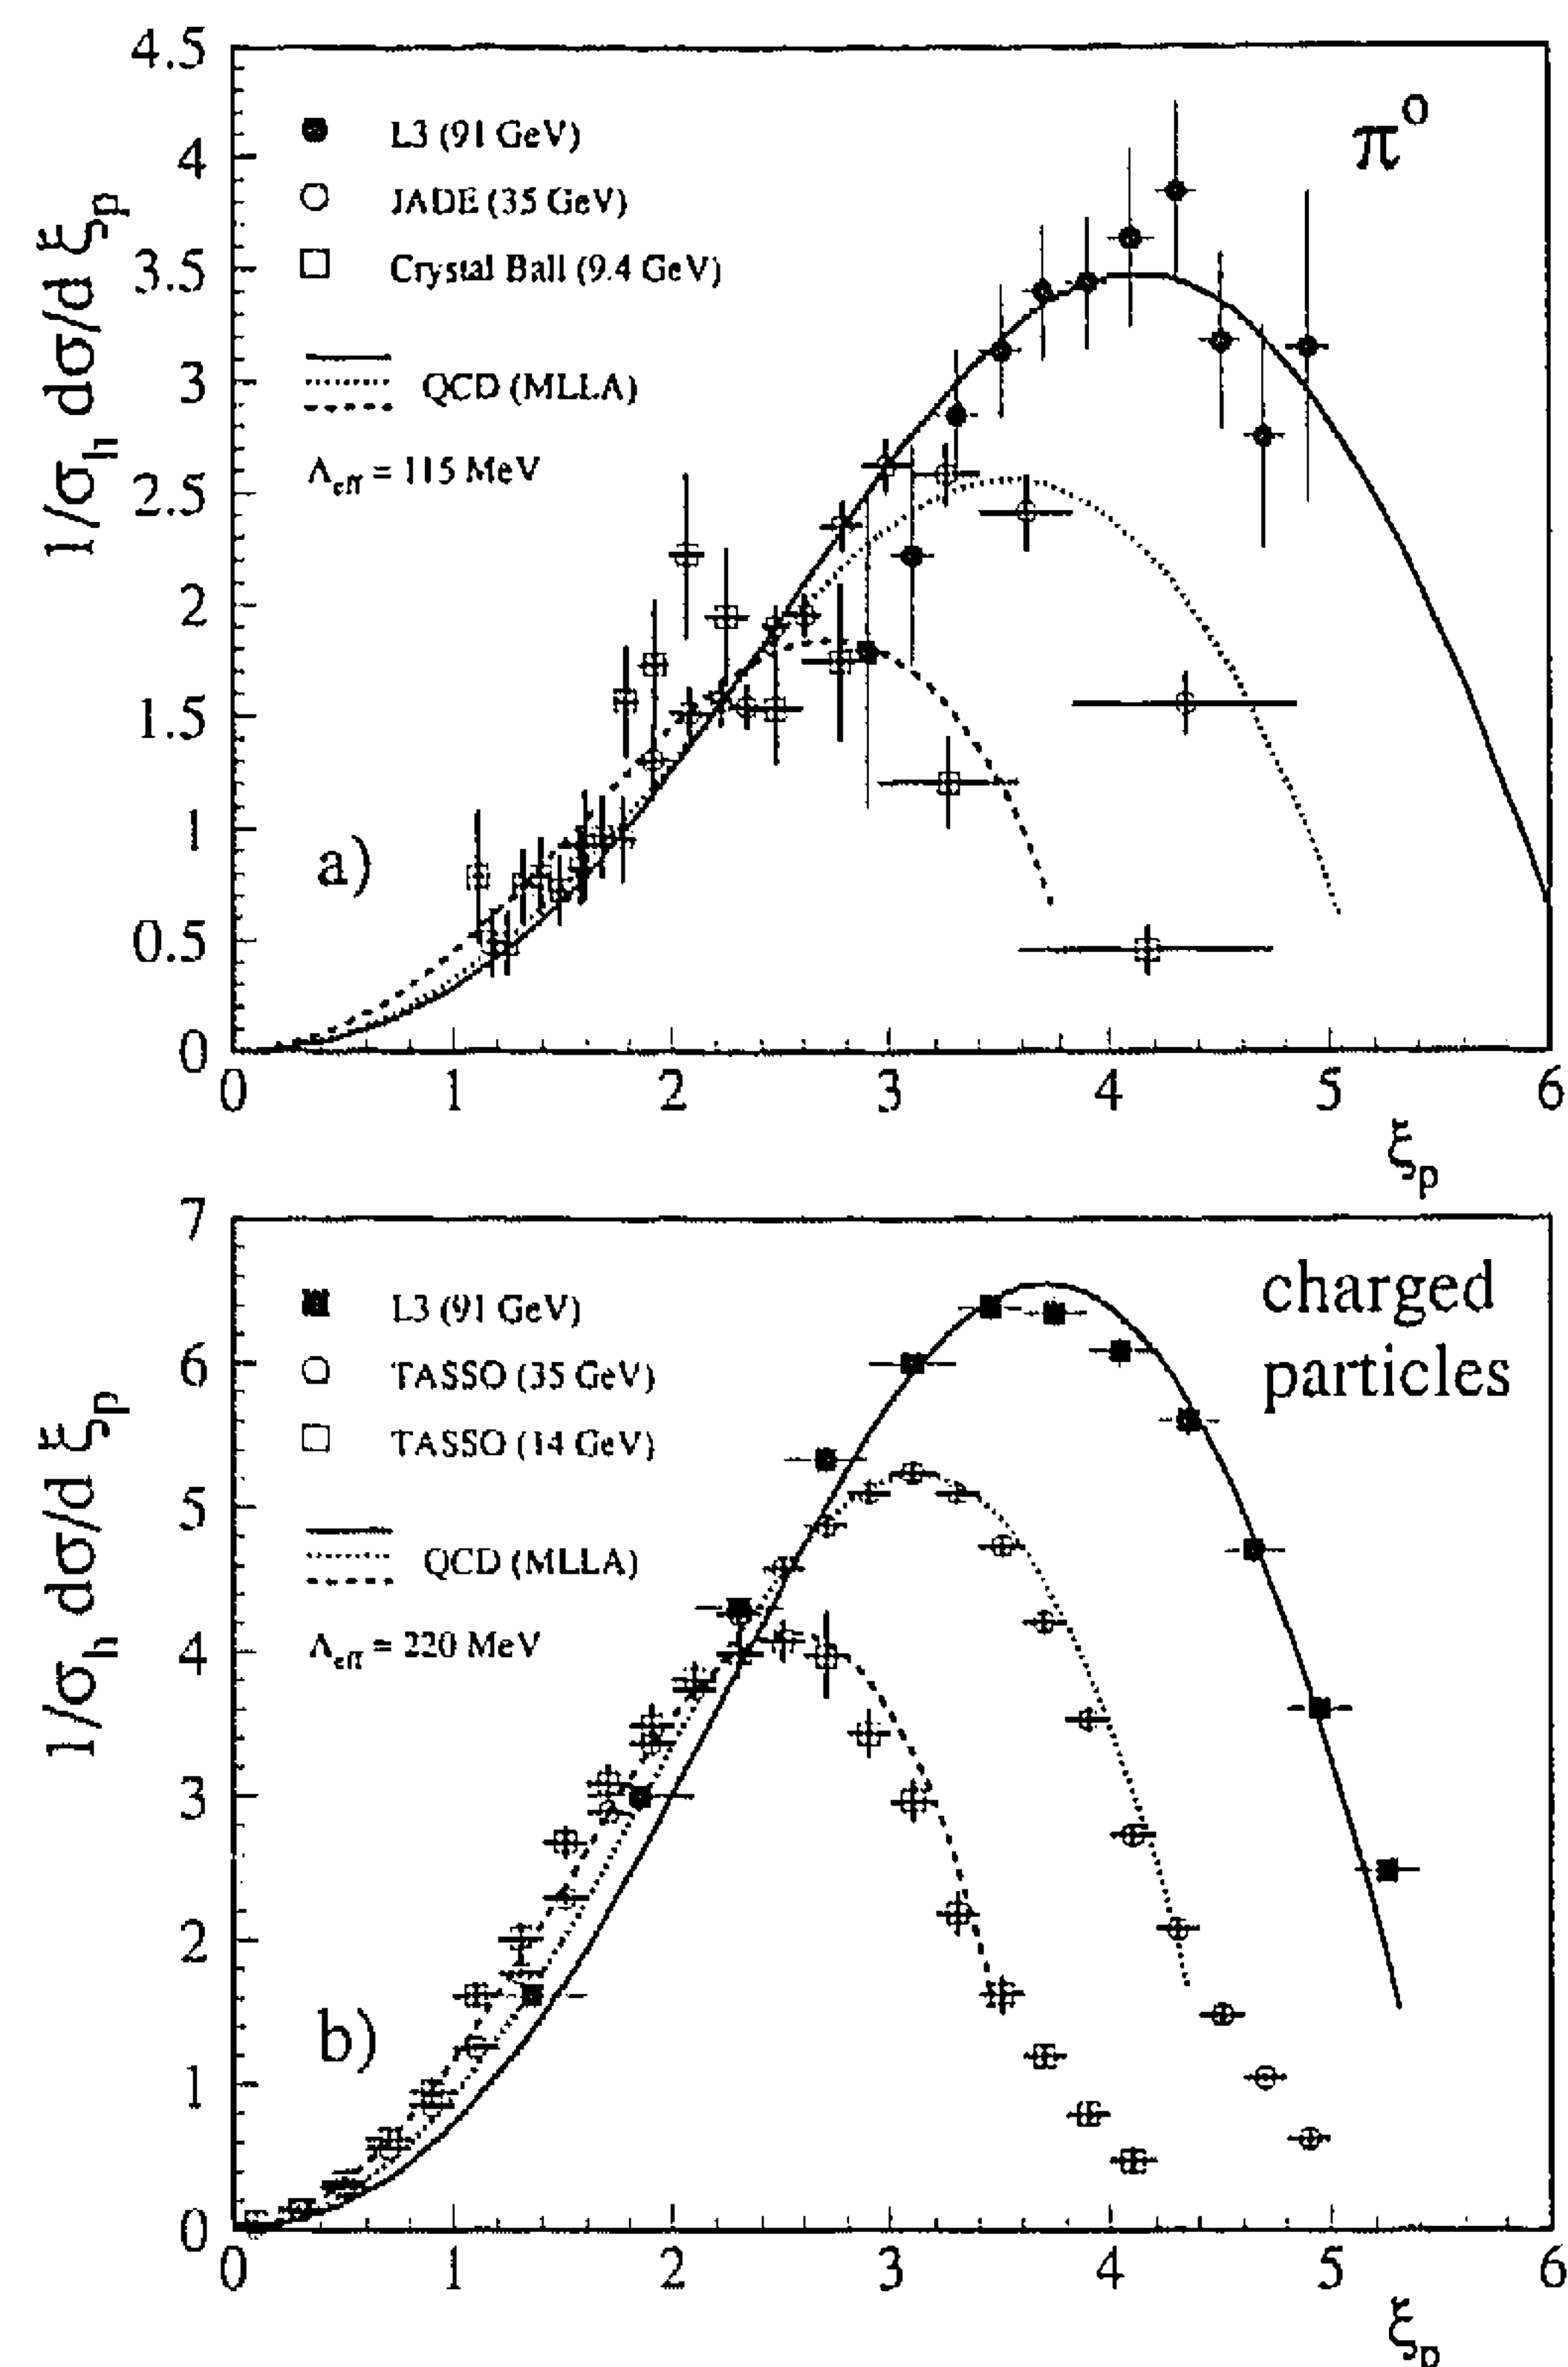 4.5
4
3.5
3
2.5
2
1.5
1
0.5
0
1/σh dσ/d ξp
L3 (91 GeV)
JADE (35 GeV)
Crystal Ball (9.4 GeV)
QCD (MLLA)
Λeff = 115 MeV
π⁰
a)
0 1 2 3 4 5 6
ξp
7
6
5
4
3
2
1
0
1/σh dσ/d ξp
L3 (91 GeV)
TASSO (35 GeV)
TASSO (14 GeV)
QCD (MLLA)
Λeff = 220 MeV
charged
particles
b)
0 1 2 3 4 5 6
ξp